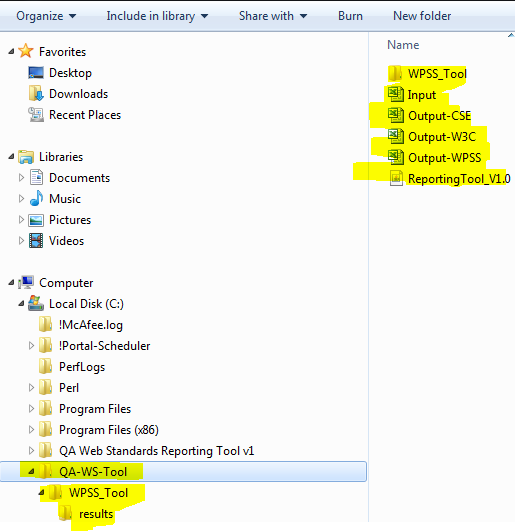 Organize Include in library Share with Burn New folder
Favorites
Desktop
Downloads
Recent Places
Libraries
Documents
Music
Pictures
Videos
Computer
Local Disk (C:)
!McAfee.log
!Portal-Scheduler
PerfLogs
Perl
Program Files
Program Files (x86)
QA Web Standards Reporting Tool v1
QA-WS-Tool
WPSS_Tool
results
Name
WPSS_Tool
Input
Output-CSE
Output-W3C
Output-WPSS
ReportingTool_V1.0